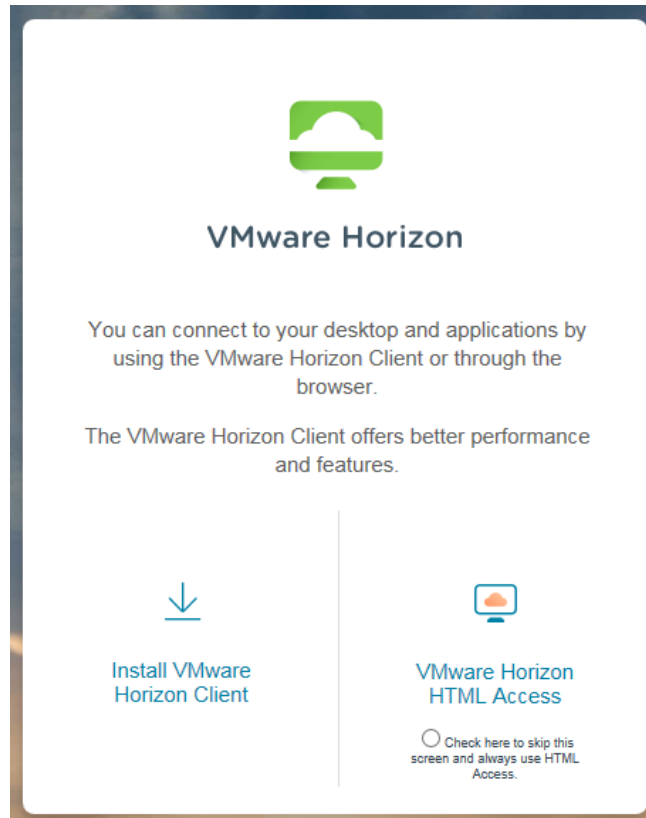 VMware Horizon
You can connect to your desktop and applications by
using the VMware Horizon Client or through the
browser.
The VMware Horizon Client offers better performance
and features.
Install VMware
Horizon Client
VMware Horizon
HTML Access
Check here to skip this
screen and always use HTML
Access.